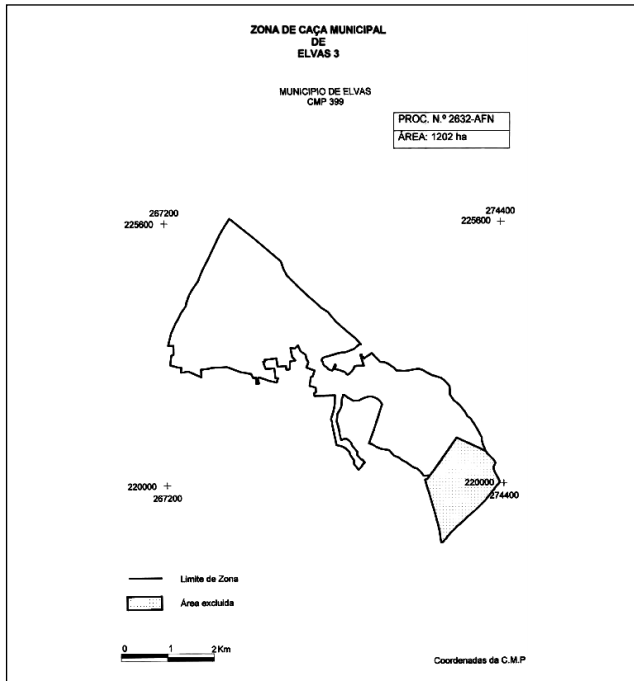 ZONA DE CAÇA MUNICIPAL
DE
ELVAS 3
MUNICIPIO DE ELVAS
CMP 399
PROC. N.º 2632-AFN
ÁREA: 1202 ha
267200
225600
274400
225600
220000
267200
220000
274400
Limite de Zona
Área excluida
0 1 2 Km
Coordenadas da C.M.P